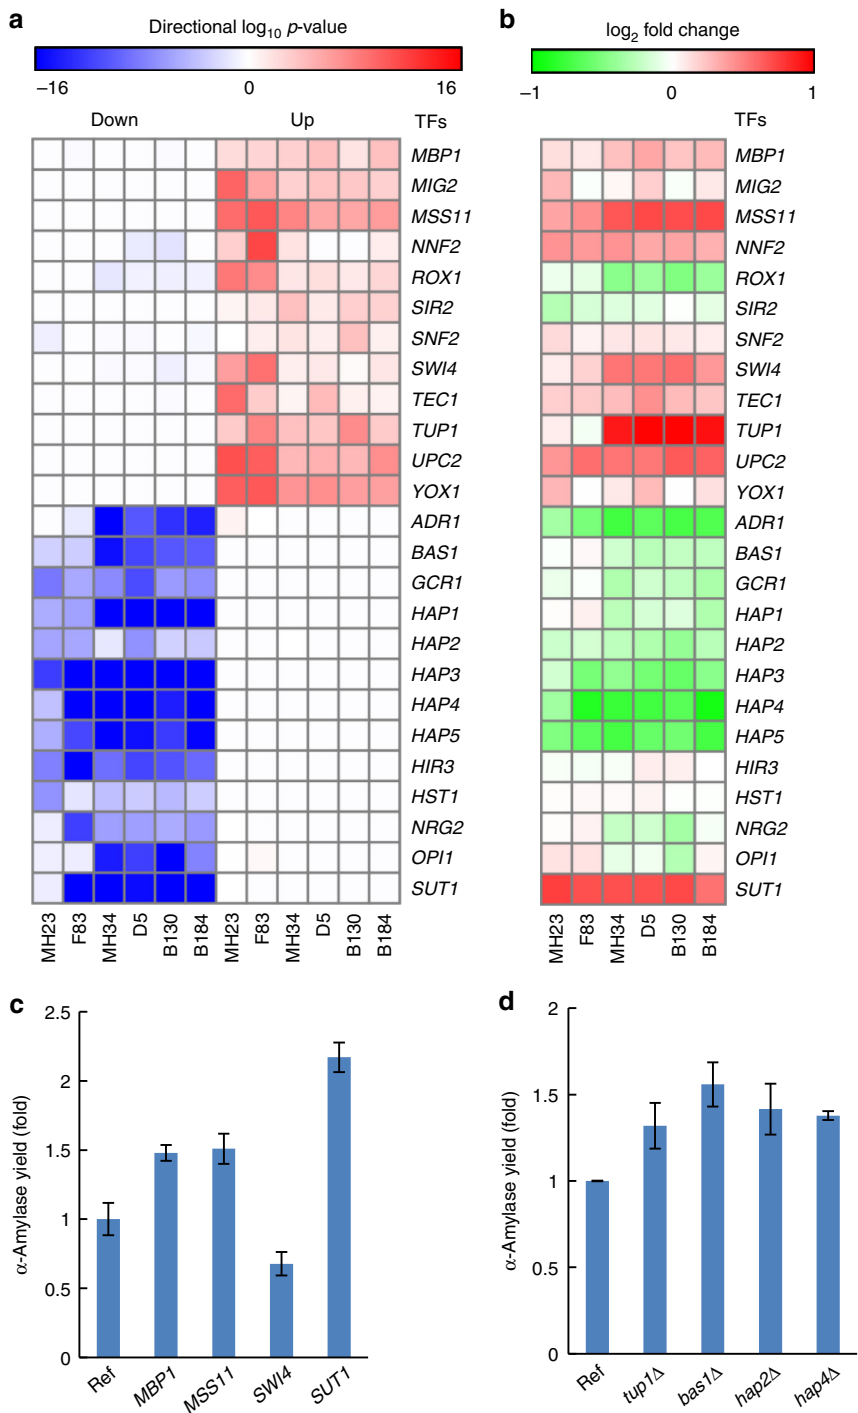 a
Directional log10 p-value
−16 0 16
Down Up TFs
MBP1
MIG2
MSS11
NNF2
ROX1
SIR2
SNF2
SWI4
TEC1
TUP1
UPC2
YOX1
ADR1
BAS1
GCR1
HAP1
HAP2
HAP3
HAP4
HAP5
HIR3
HST1
NRG2
OPI1
SUT1
MH23 F83 MH34 D5 B130 B184 MH23 F83 MH34 D5 B130 B184
b
log2 fold change
−1 0 1
TFs
MBP1
MIG2
MSS11
NNF2
ROX1
SIR2
SNF2
SWI4
TEC1
TUP1
UPC2
YOX1
ADR1
BAS1
GCR1
HAP1
HAP2
HAP3
HAP4
HAP5
HIR3
HST1
NRG2
OPI1
SUT1
MH23 F83 MH34 D5 B130 B184
c
α-Amylase yield (fold)
2.5
2
1.5
1
0.5
0
Ref MBP1 MSS11 SWI4 SUT1
d
α-Amylase yield (fold)
2
1.5
1
0.5
0
Ref tup1Δ bas1Δ hap2Δ hap4Δ